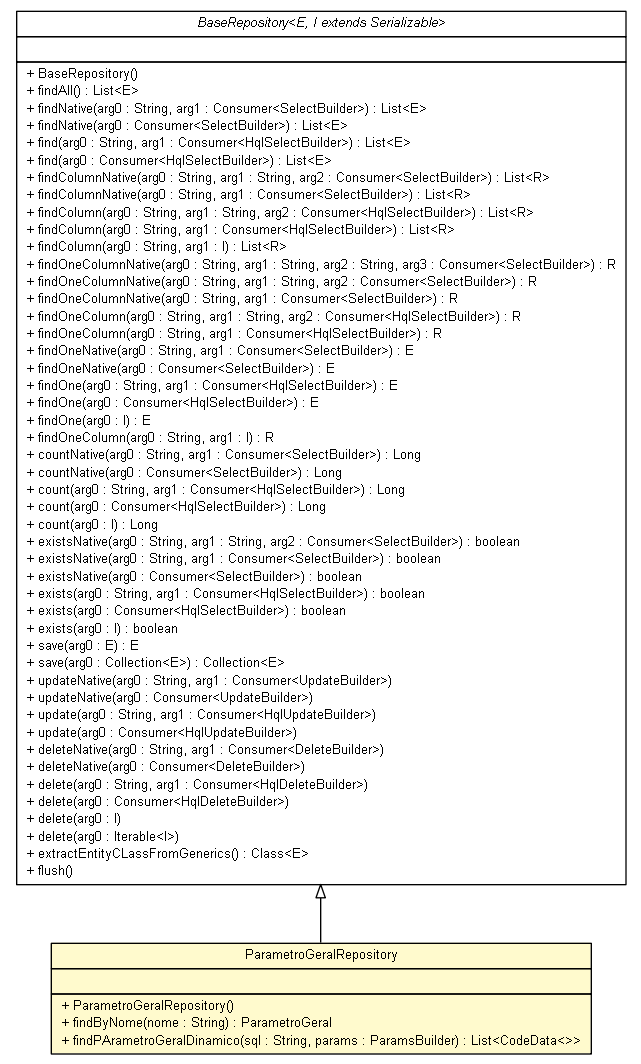 BaseRepository<E, I extends Serializable>
+ BaseRepository()
+ findAll() : List<E>
+ findNative(arg0 : String, arg1 : Consumer<SelectBuilder>) : List<E>
+ findNative(arg0 : Consumer<SelectBuilder>) : List<E>
+ find(arg0 : String, arg1 : Consumer<HqlSelectBuilder>) : List<E>
+ find(arg0 : Consumer<HqlSelectBuilder>) : List<E>
+ findColumnNative(arg0 : String, arg1 : String, arg2 : Consumer<SelectBuilder>) : List<R>
+ findColumnNative(arg0 : String, arg1 : Consumer<SelectBuilder>) : List<R>
+ findColumn(arg0 : String, arg1 : String, arg2 : Consumer<HqlSelectBuilder>) : List<R>
+ findColumn(arg0 : String, arg1 : Consumer<HqlSelectBuilder>) : List<R>
+ findColumn(arg0 : String, arg1 : I) : List<R>
+ findOneColumnNative(arg0 : String, arg1 : String, arg2 : String, arg3 : Consumer<SelectBuilder>) : R
+ findOneColumnNative(arg0 : String, arg1 : String, arg2 : Consumer<SelectBuilder>) : R
+ findOneColumnNative(arg0 : String, arg1 : Consumer<SelectBuilder>) : R
+ findOneColumn(arg0 : String, arg1 : String, arg2 : Consumer<HqlSelectBuilder>) : R
+ findOneColumn(arg0 : String, arg1 : Consumer<HqlSelectBuilder>) : R
+ findOneNative(arg0 : String, arg1 : Consumer<SelectBuilder>) : E
+ findOneNative(arg0 : Consumer<SelectBuilder>) : E
+ findOne(arg0 : String, arg1 : Consumer<HqlSelectBuilder>) : E
+ findOne(arg0 : Consumer<HqlSelectBuilder>) : E
+ findOne(arg0 : I) : E
+ findOneColumn(arg0 : String, arg1 : I) : R
+ countNative(arg0 : String, arg1 : Consumer<SelectBuilder>) : Long
+ countNative(arg0 : Consumer<SelectBuilder>) : Long
+ count(arg0 : String, arg1 : Consumer<HqlSelectBuilder>) : Long
+ count(arg0 : Consumer<HqlSelectBuilder>) : Long
+ count(arg0 : I) : Long
+ existsNative(arg0 : String, arg1 : String, arg2 : Consumer<SelectBuilder>) : boolean
+ existsNative(arg0 : String, arg1 : Consumer<SelectBuilder>) : boolean
+ existsNative(arg0 : Consumer<SelectBuilder>) : boolean
+ exists(arg0 : String, arg1 : Consumer<HqlSelectBuilder>) : boolean
+ exists(arg0 : Consumer<HqlSelectBuilder>) : boolean
+ exists(arg0 : I) : boolean
+ save(arg0 : E) : E
+ save(arg0 : Collection<E>) : Collection<E>
+ updateNative(arg0 : String, arg1 : Consumer<UpdateBuilder>)
+ updateNative(arg0 : Consumer<UpdateBuilder>)
+ update(arg0 : String, arg1 : Consumer<HqlUpdateBuilder>)
+ update(arg0 : Consumer<HqlUpdateBuilder>)
+ deleteNative(arg0 : String, arg1 : Consumer<DeleteBuilder>)
+ deleteNative(arg0 : Consumer<DeleteBuilder>)
+ delete(arg0 : String, arg1 : Consumer<HqlDeleteBuilder>)
+ delete(arg0 : Consumer<HqlDeleteBuilder>)
+ delete(arg0 : I)
+ delete(arg0 : Iterable<I>)
+ extractEntityCLassFromGenerics() : Class<E>
+ flush()
ParametroGeralRepository
+ ParametroGeralRepository()
+ findByNome(nome : String) : ParametroGeral
+ findPArametroGeralDinamico(sql : String, params : ParamsBuilder) : List<CodeData<>>